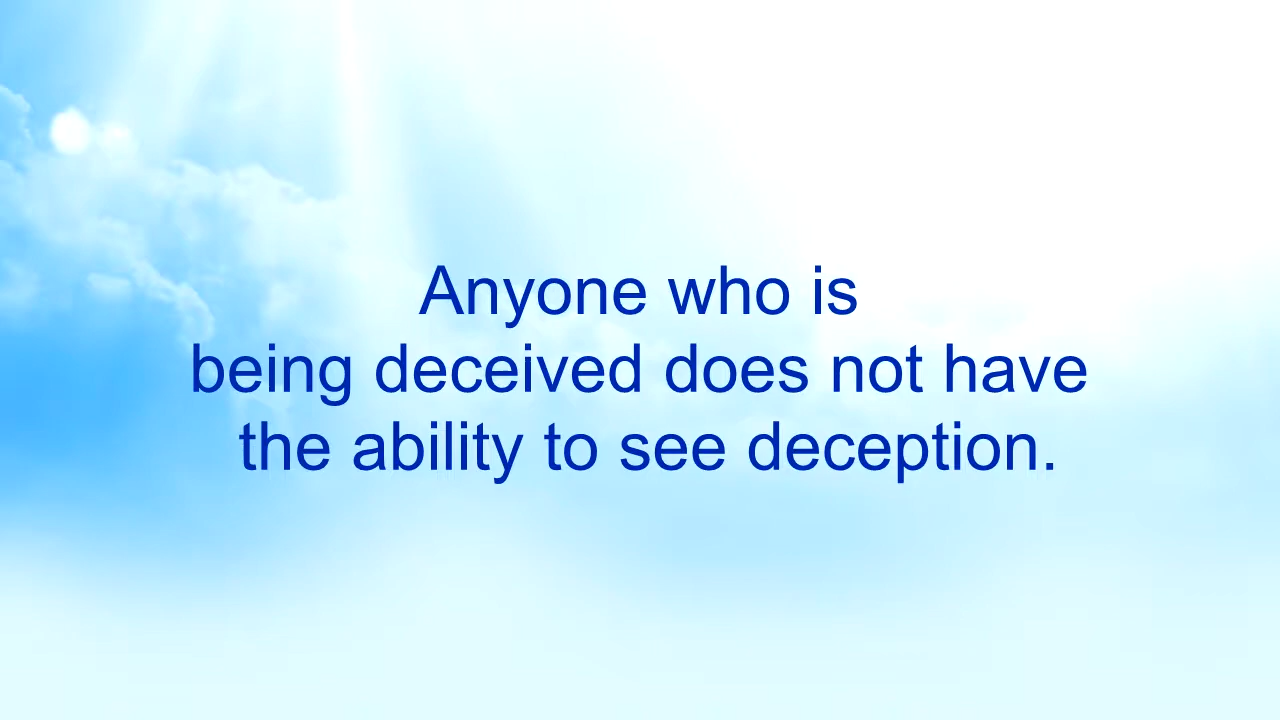 Anyone who is
being deceived does not have
the ability to see deception.